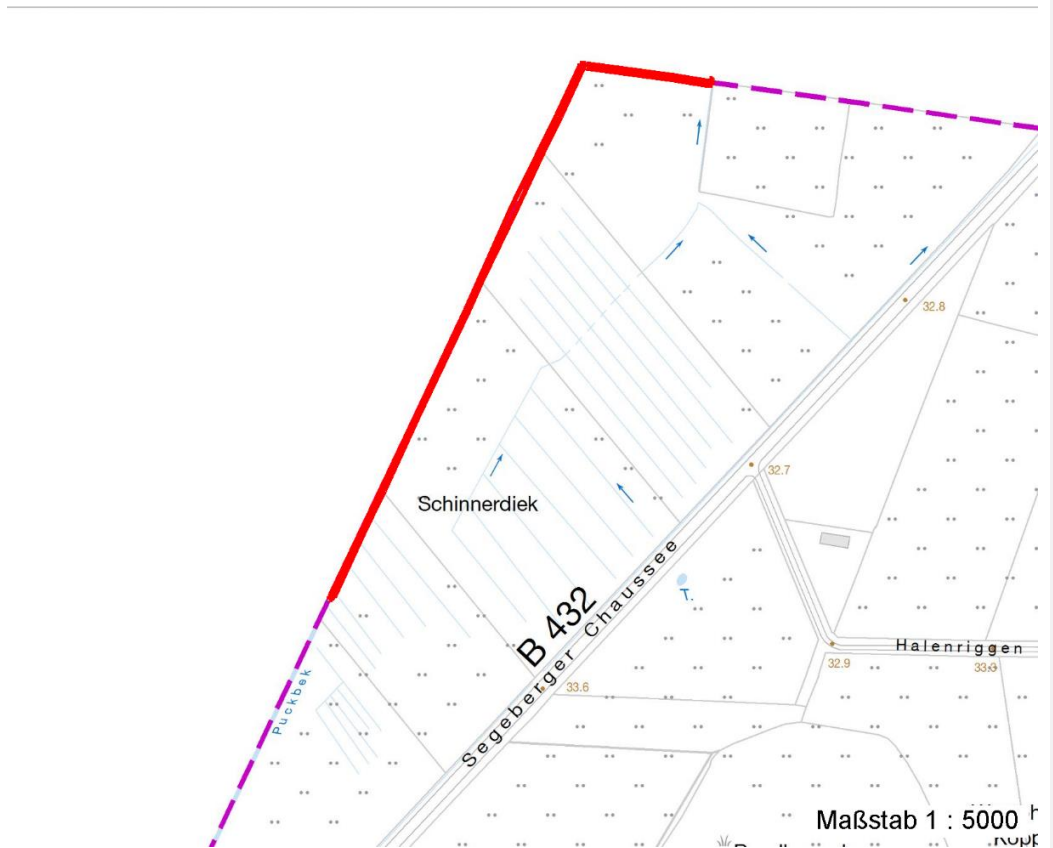 32.8
32.7
Schinnerdiek
B 432
Segeberger Chaussee
T.
Halenriggen
32.9
33.6
Puckbek
Maßstab 1 : 5000